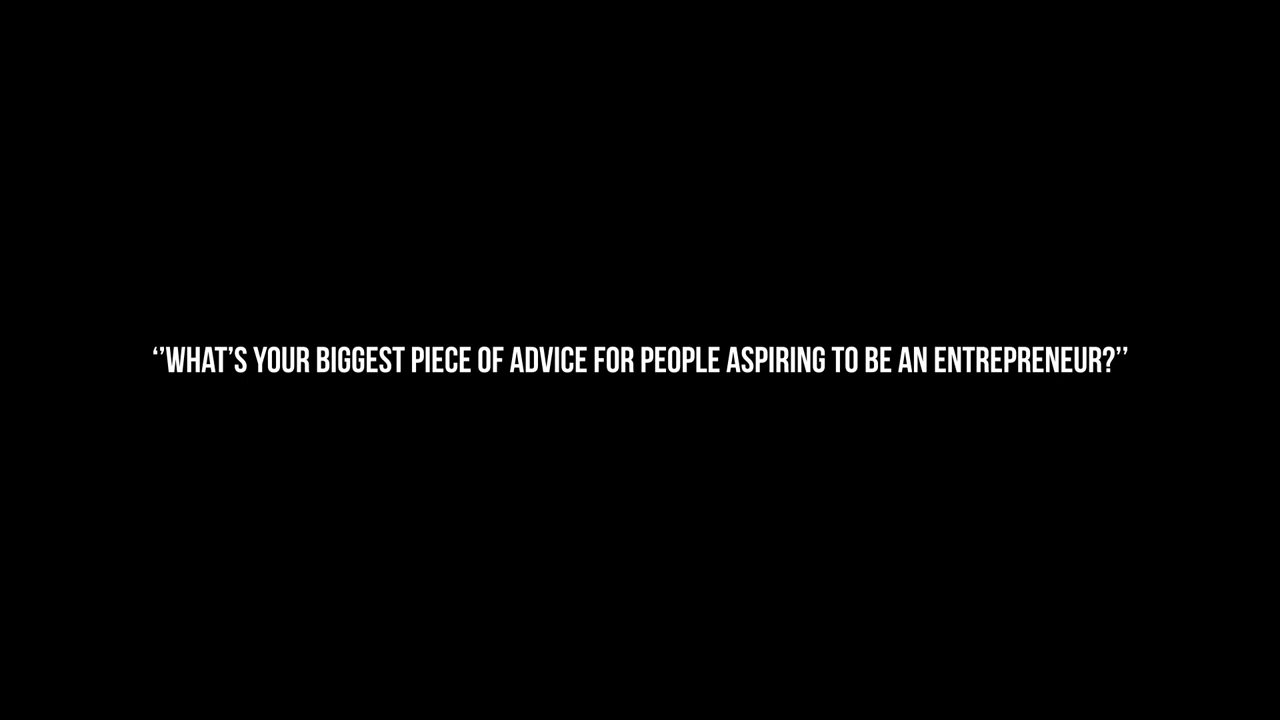 ‘’WHAT’S YOUR BIGGEST PIECE OF ADVICE FOR PEOPLE ASPIRING TO BE AN ENTREPRENEUR?’’